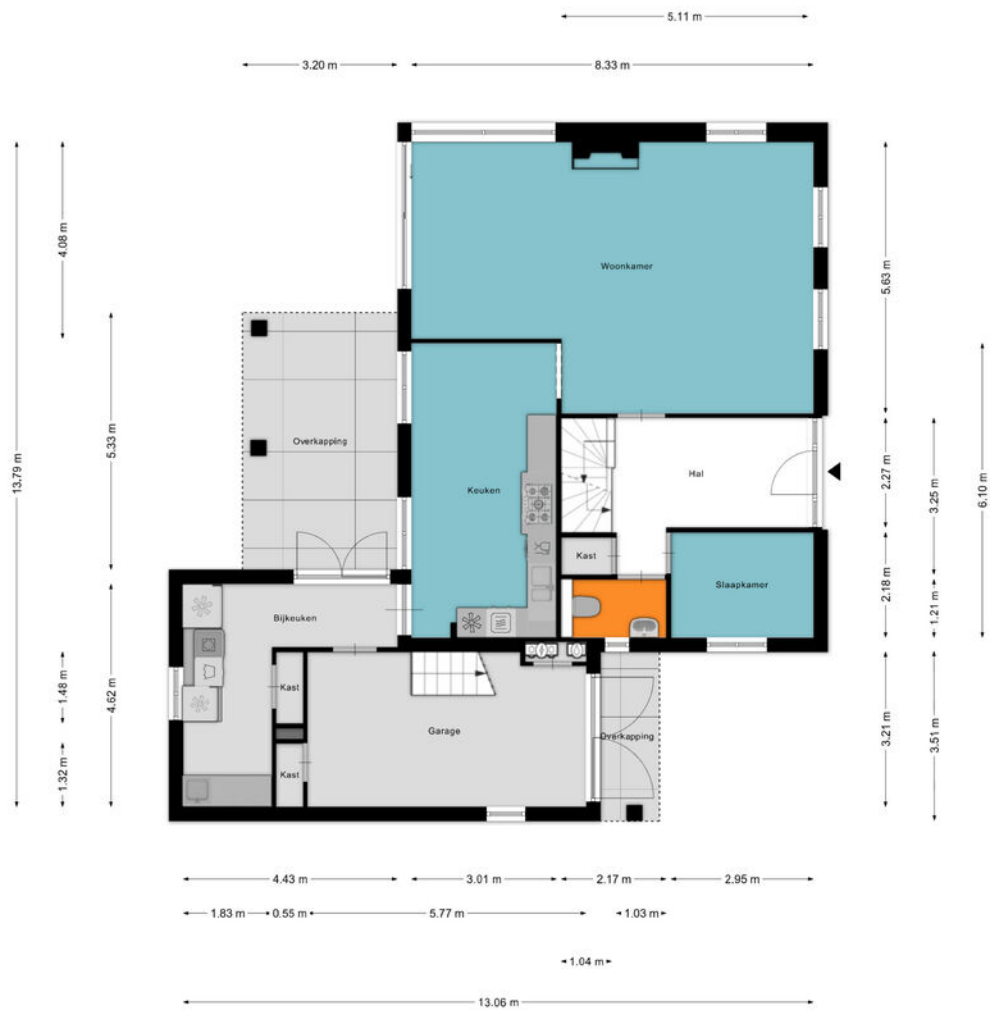 5.11 m
3.20 m
8.33 m
4.08 m
Woonkamer
5.63 m
13.79 m
5.33 m
Overkapping
Keuken
Hal
2.27 m
3.25 m
6.10 m
Kast
Slaapkamer
2.18 m
1.21 m
Bijkeuken
1.48 m
4.62 m
Kast
Garage
Overkapping
3.21 m
3.51 m
1.32 m
Kast
4.43 m
3.01 m
2.17 m
2.95 m
1.83 m
0.55 m
5.77 m
1.03 m
1.04 m
13.06 m